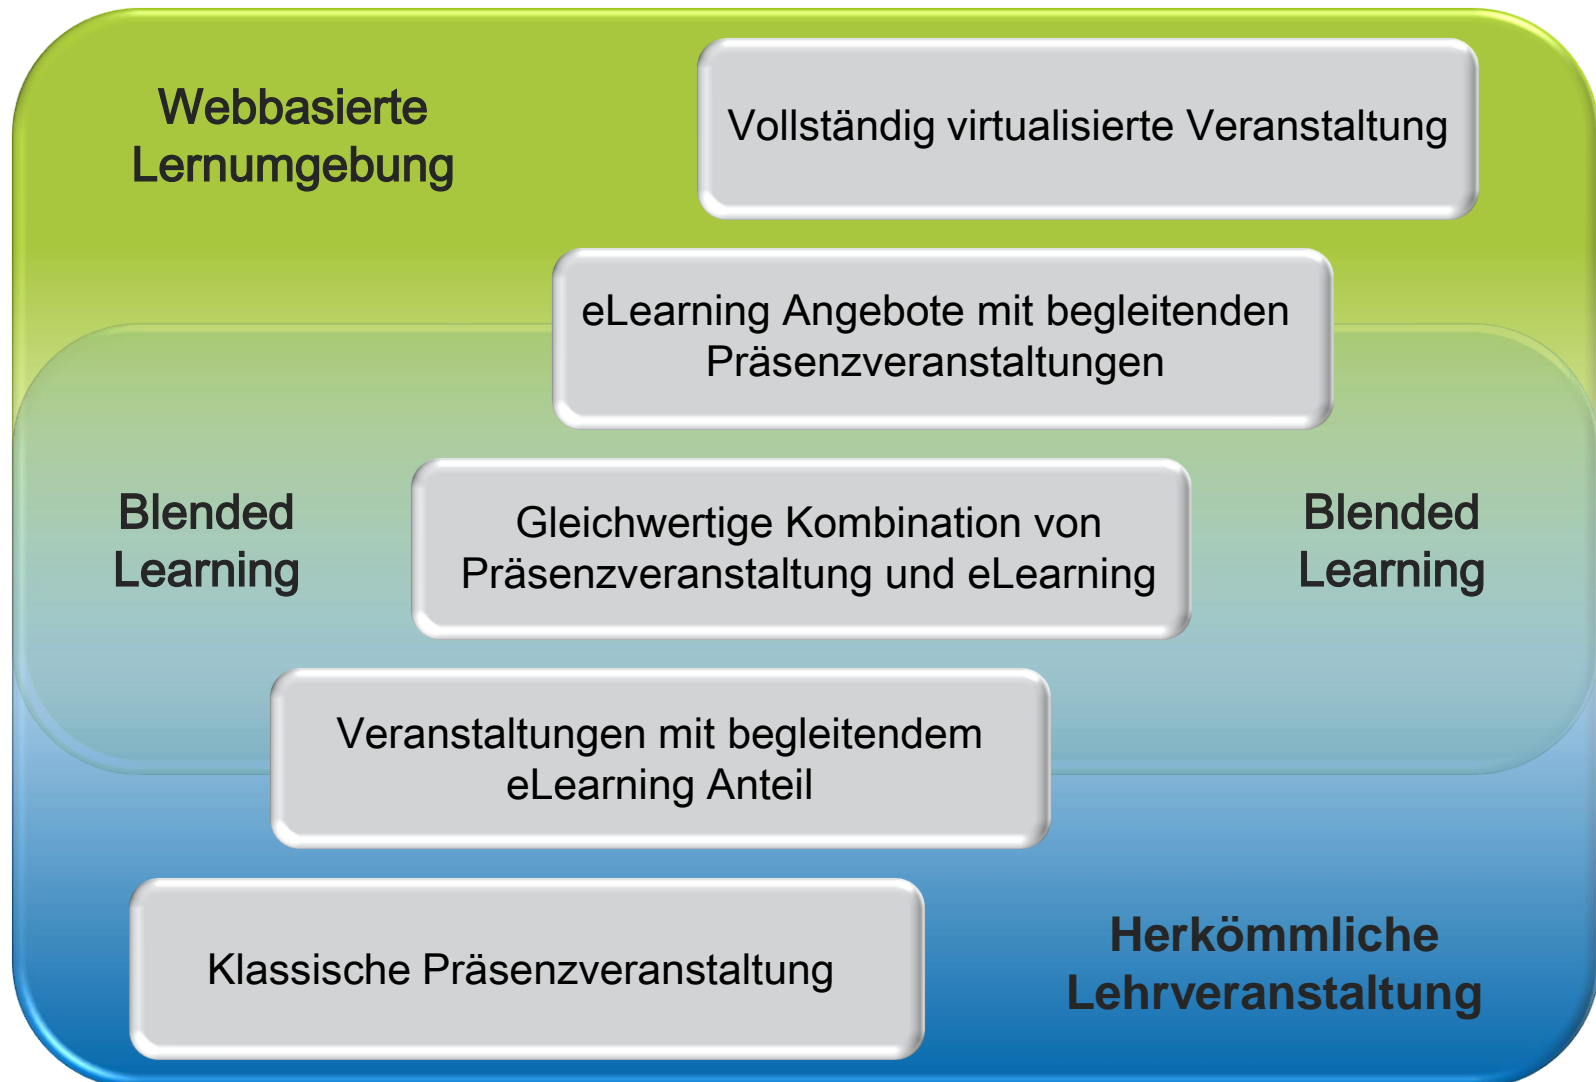 Webbasierte
Lernumgebung
Vollständig virtualisierte Veranstaltung
eLearning Angebote mit begleitenden
Präsenzveranstaltungen
Blended
Learning
Gleichwertige Kombination von
Präsenzveranstaltung und eLearning
Blended
Learning
Veranstaltungen mit begleitendem
eLearning Anteil
Klassische Präsenzveranstaltung
Herkömmliche
Lehrveranstaltung